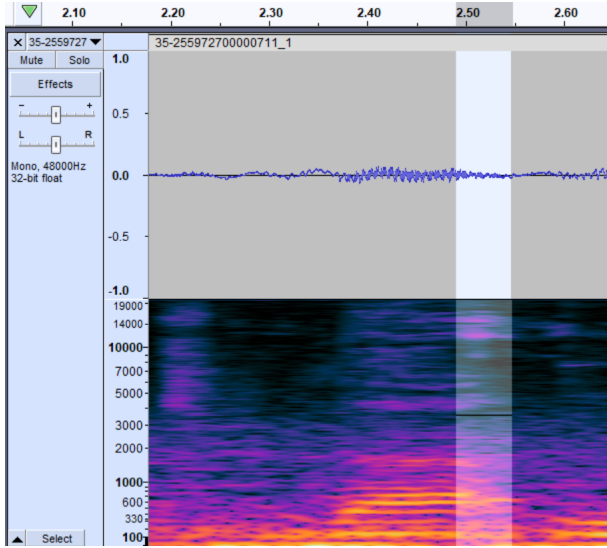 2.10 2.20 2.30 2.40 2.50 2.60
× 35-2559727 35-255972700000711_1
Mute Solo
Effects
- +
L R
Mono, 48000Hz
32-bit float
1.0
0.5
0.0
-0.5
-1.0
19000
14000
10000
7000
5000
3000
2000
1000
600
330
100
Select